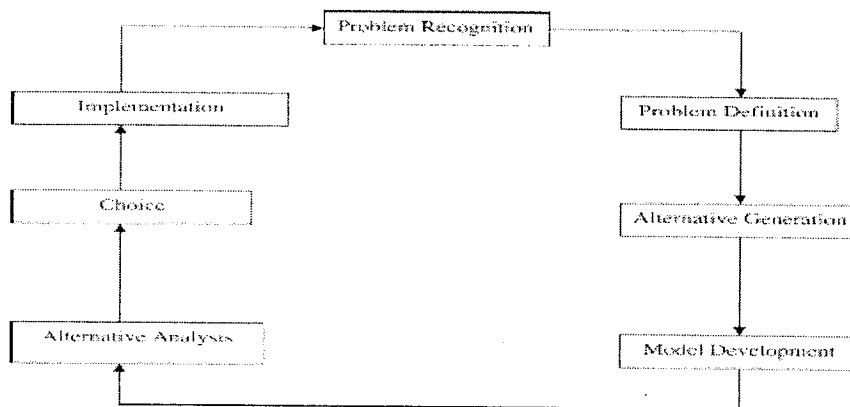 Problem Recognition
Implementation
Problem Definition
Choice
Alternative Generation
Alternative Analysis
Model Development